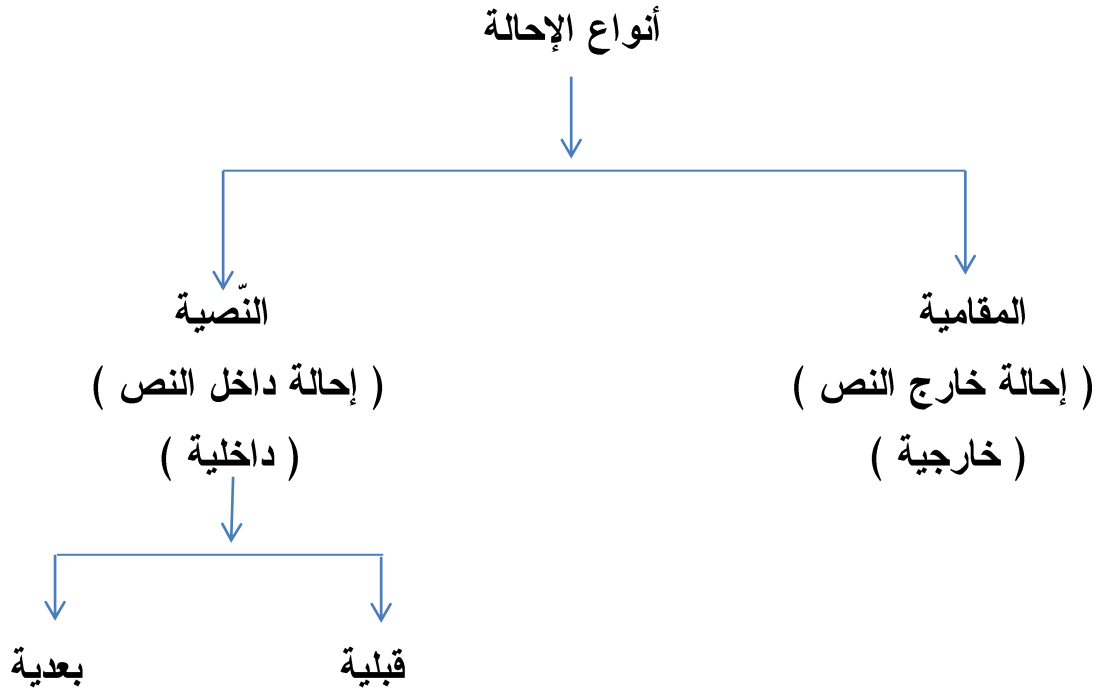 أنواع الإحالة
المقامية
النّصية
( إحالة خارج النص )
( إحالة داخل النص )
( خارجية )
( داخلية )
قبلية
بعدية